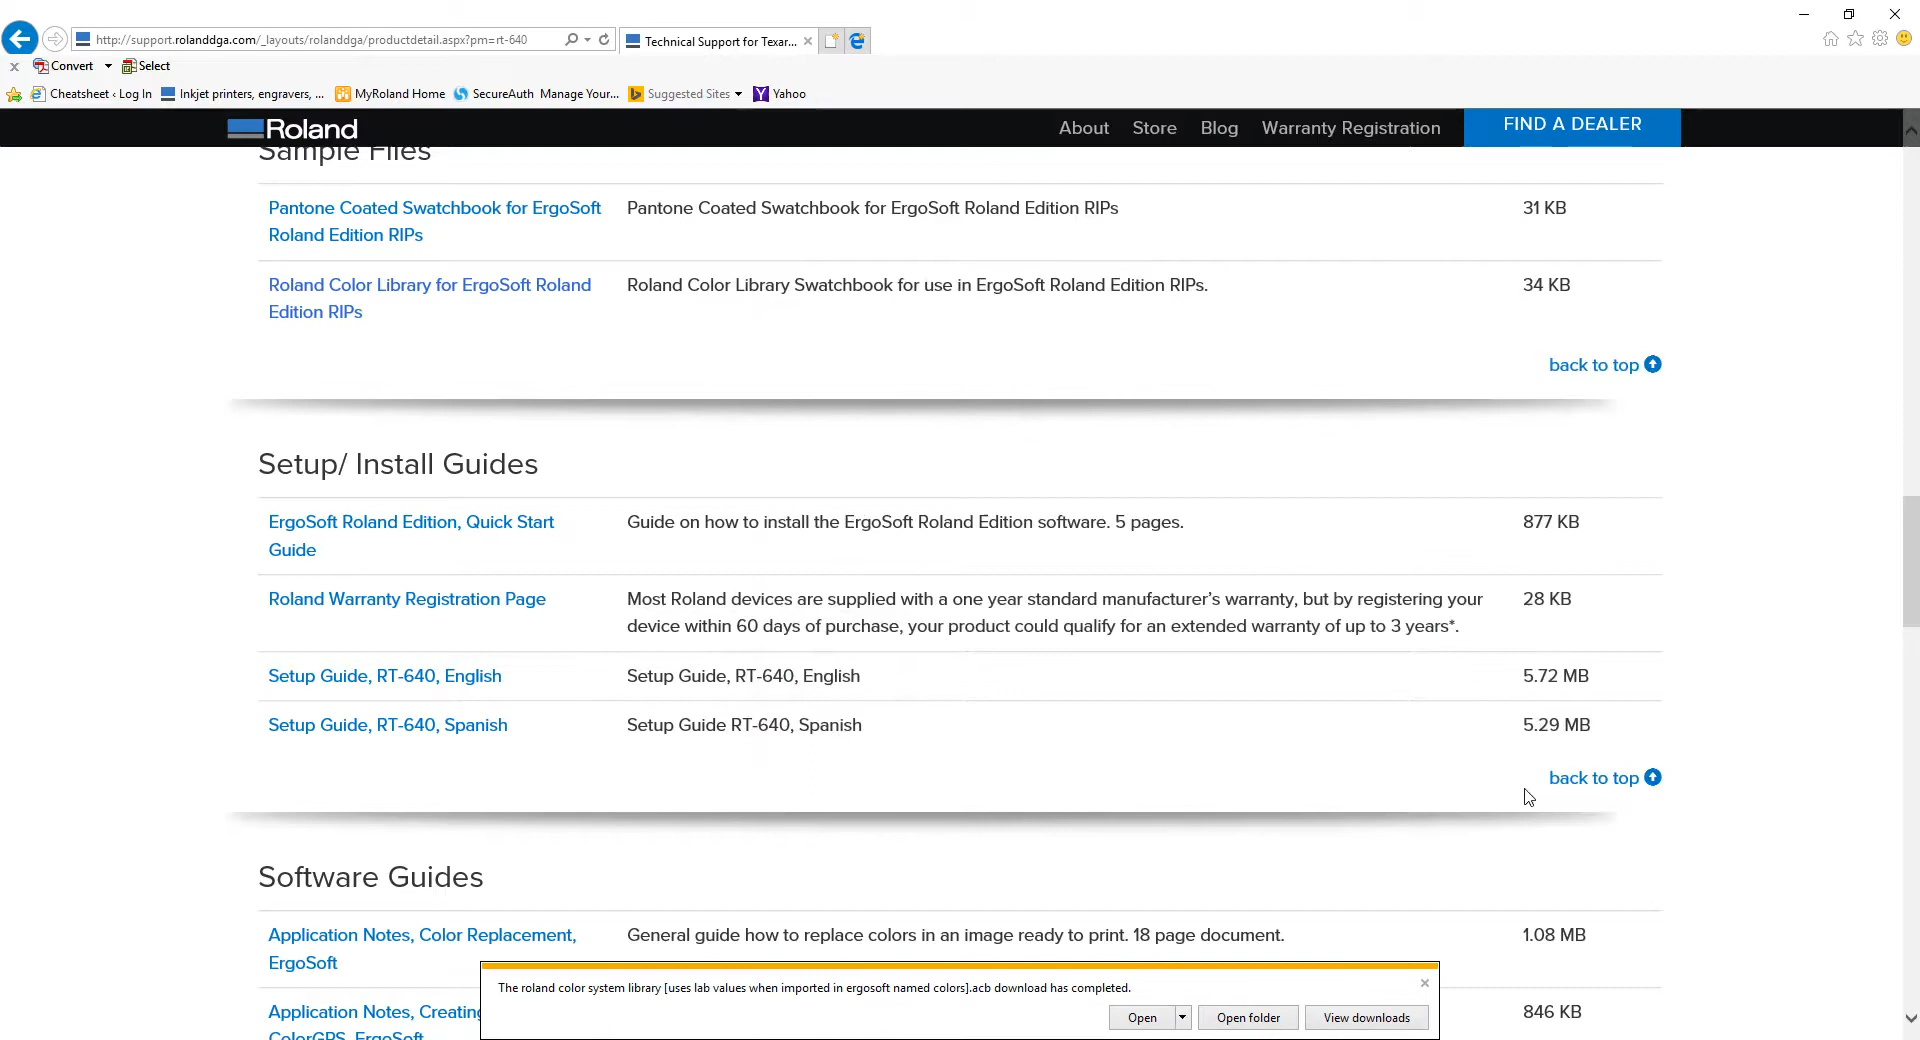 http://support.rolanddga.com/_layouts/rolanddga/productdetail.aspx?pm=rt-640
Technical Support for Texar...
x Convert Select
Cheatsheet ‹ Log In Inkjet printers, engravers, ... MyRoland Home SecureAuth Manage Your... Suggested Sites Yahoo
Roland About Store Blog Warranty Registration FIND A DEALER
Sample Files
Pantone Coated Swatchbook for ErgoSoft Pantone Coated Swatchbook for ErgoSoft Roland Edition RIPs 31 KB
Roland Edition RIPs
Roland Color Library for ErgoSoft Roland Roland Color Library Swatchbook for use in ErgoSoft Roland Edition RIPs. 34 KB
Edition RIPs
back to top
Setup/ Install Guides
ErgoSoft Roland Edition, Quick Start Guide on how to install the ErgoSoft Roland Edition software. 5 pages. 877 KB
Guide
Roland Warranty Registration Page Most Roland devices are supplied with a one year standard manufacturer’s warranty, but by registering your 28 KB
device within 60 days of purchase, your product could qualify for an extended warranty of up to 3 years*.
Setup Guide, RT-640, English Setup Guide, RT-640, English 5.72 MB
Setup Guide, RT-640, Spanish Setup Guide RT-640, Spanish 5.29 MB
back to top
Software Guides
Application Notes, Color Replacement, General guide how to replace colors in an image ready to print. 18 page document. 1.08 MB
ErgoSoft
The roland color system library [uses lab values when imported in ergosoft named colors].acb download has completed.
Application Notes, Creating 846 KB
Open Open folder View downloads
ColorGPS, ErgoSoft